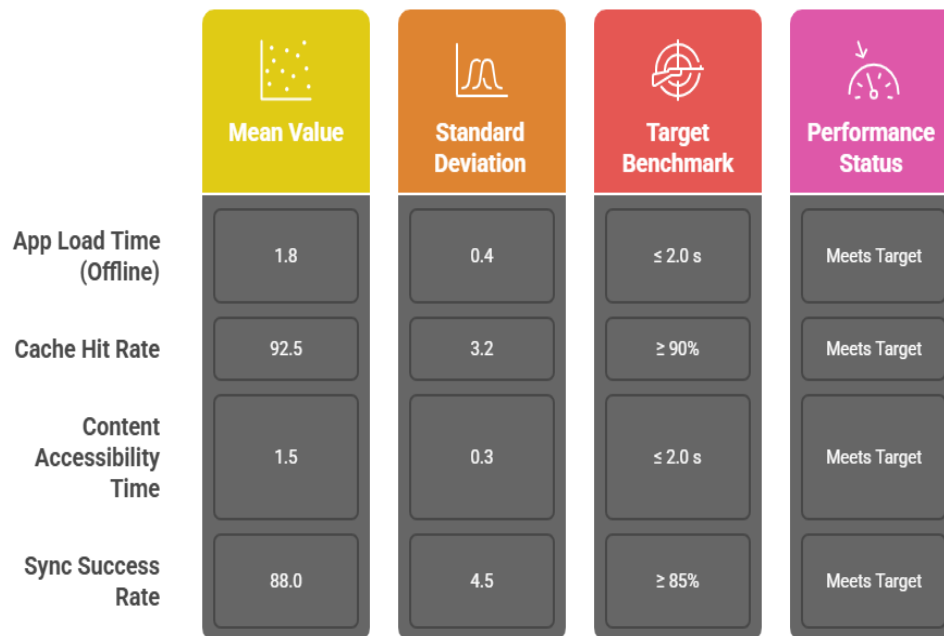 Mean Value
Standard
Deviation
Target
Benchmark
Performance
Status
App Load Time
(Offline)
1.8
0.4
≤ 2.0 s
Meets Target
Cache Hit Rate
92.5
3.2
≥ 90%
Meets Target
Content
Accessibility
Time
1.5
0.3
≤ 2.0 s
Meets Target
Sync Success
Rate
88.0
4.5
≥ 85%
Meets Target